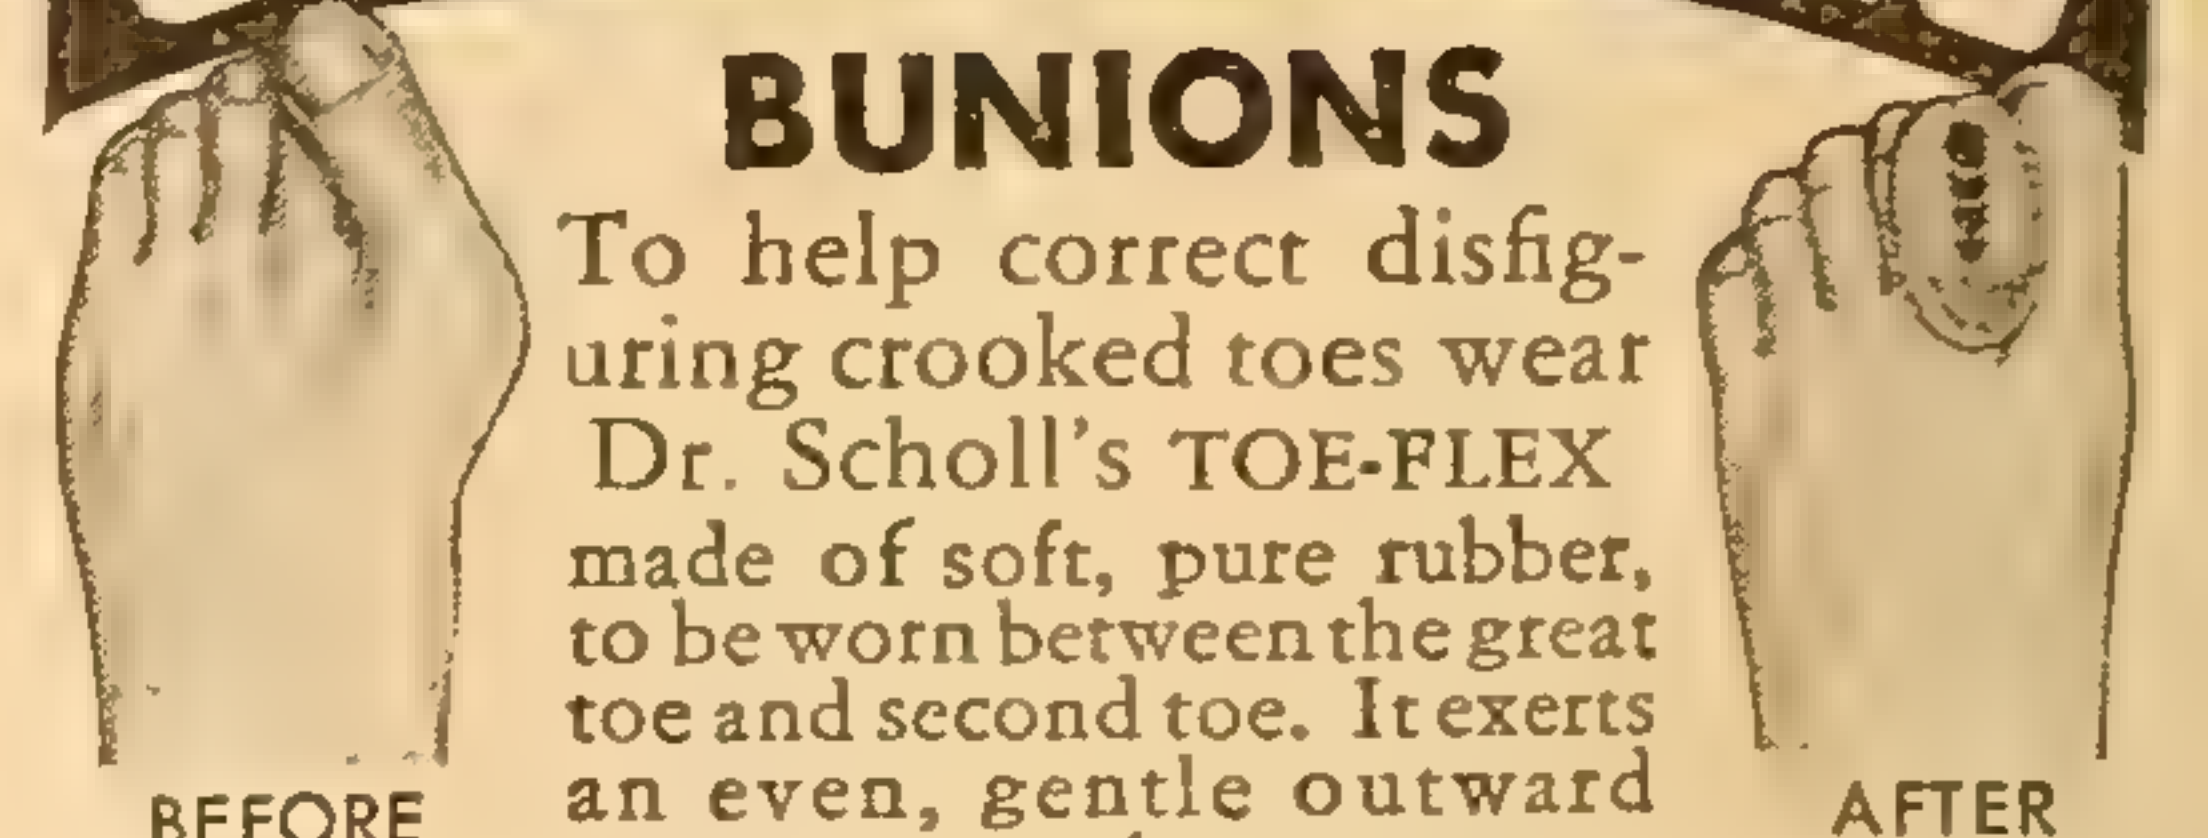 BUNIONS
To help correct disfig-
uring crooked toes wear
Dr. Scholl's TOE-FLEX
made of soft, pure rubber,
to be worn between the great
toe and second toe. It exerts
an even, gentle outward
BEFORE
AFTER